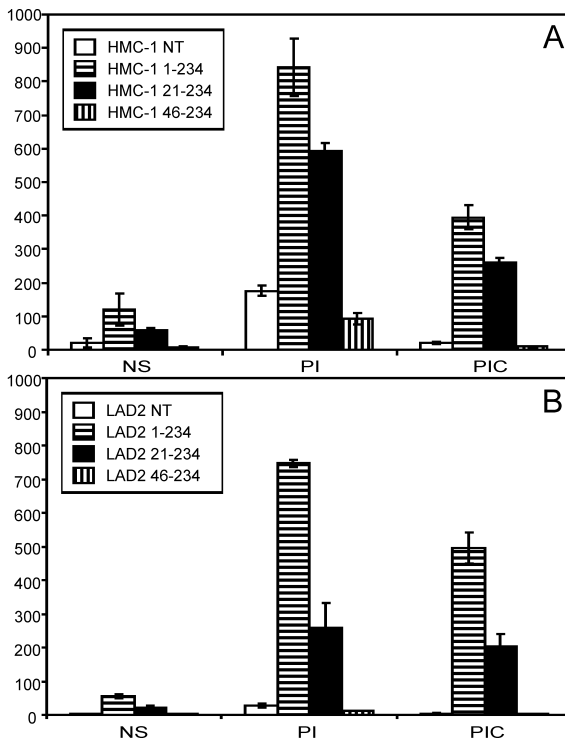 A
HMC-1 NT
HMC-1 1-234
HMC-1 21-234
HMC-1 46-234
1000
900
800
700
600
500
400
300
200
100
0
NS PI PIC
B
LAD2 NT
LAD2 1-234
LAD2 21-234
LAD2 46-234
1000
900
800
700
600
500
400
300
200
100
0
NS PI PIC